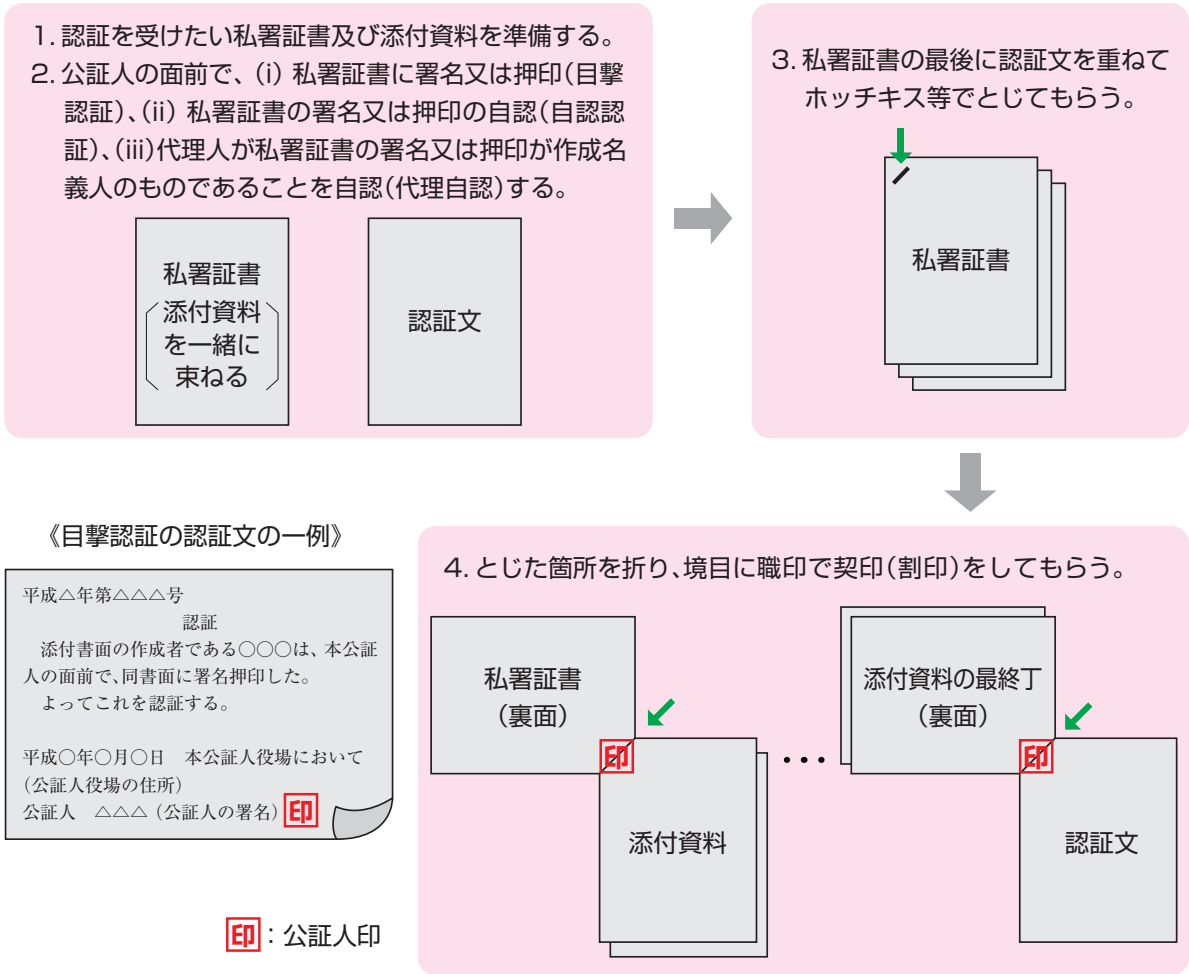 1. 認証を受けたい私署証書及び添付資料を準備する。
2. 公証人の面前で、(i) 私署証書に署名又は押印(目撃
認証)、(ii) 私署証書の署名又は押印の自認(自認認
証)、(iii)代理人が私署証書の署名又は押印が作成名
義人のものであることを自認(代理自認)する。
私署証書
添付資料
を一緒に
束ねる
認証文
3. 私署証書の最後に認証文を重ねて
ホッチキス等でとじてもらう。
私署証書
4. とじた箇所を折り、境目に職印で契印(割印)をしてもらう。
私署証書
(裏面)
印
添付資料
・・・
添付資料の最終丁
(裏面)
印
認証文
《目撃認証の認証文の一例》
平成△年第△△△号
認証
添付書面の作成者である〇〇〇は、本公証
人の面前で、同書面に署名押印した。
よってこれを認証する。
平成〇年〇月〇日 本公証人役場において
(公証人役場の住所)
公証人 △△△(公証人の署名) 印
印:公証人印